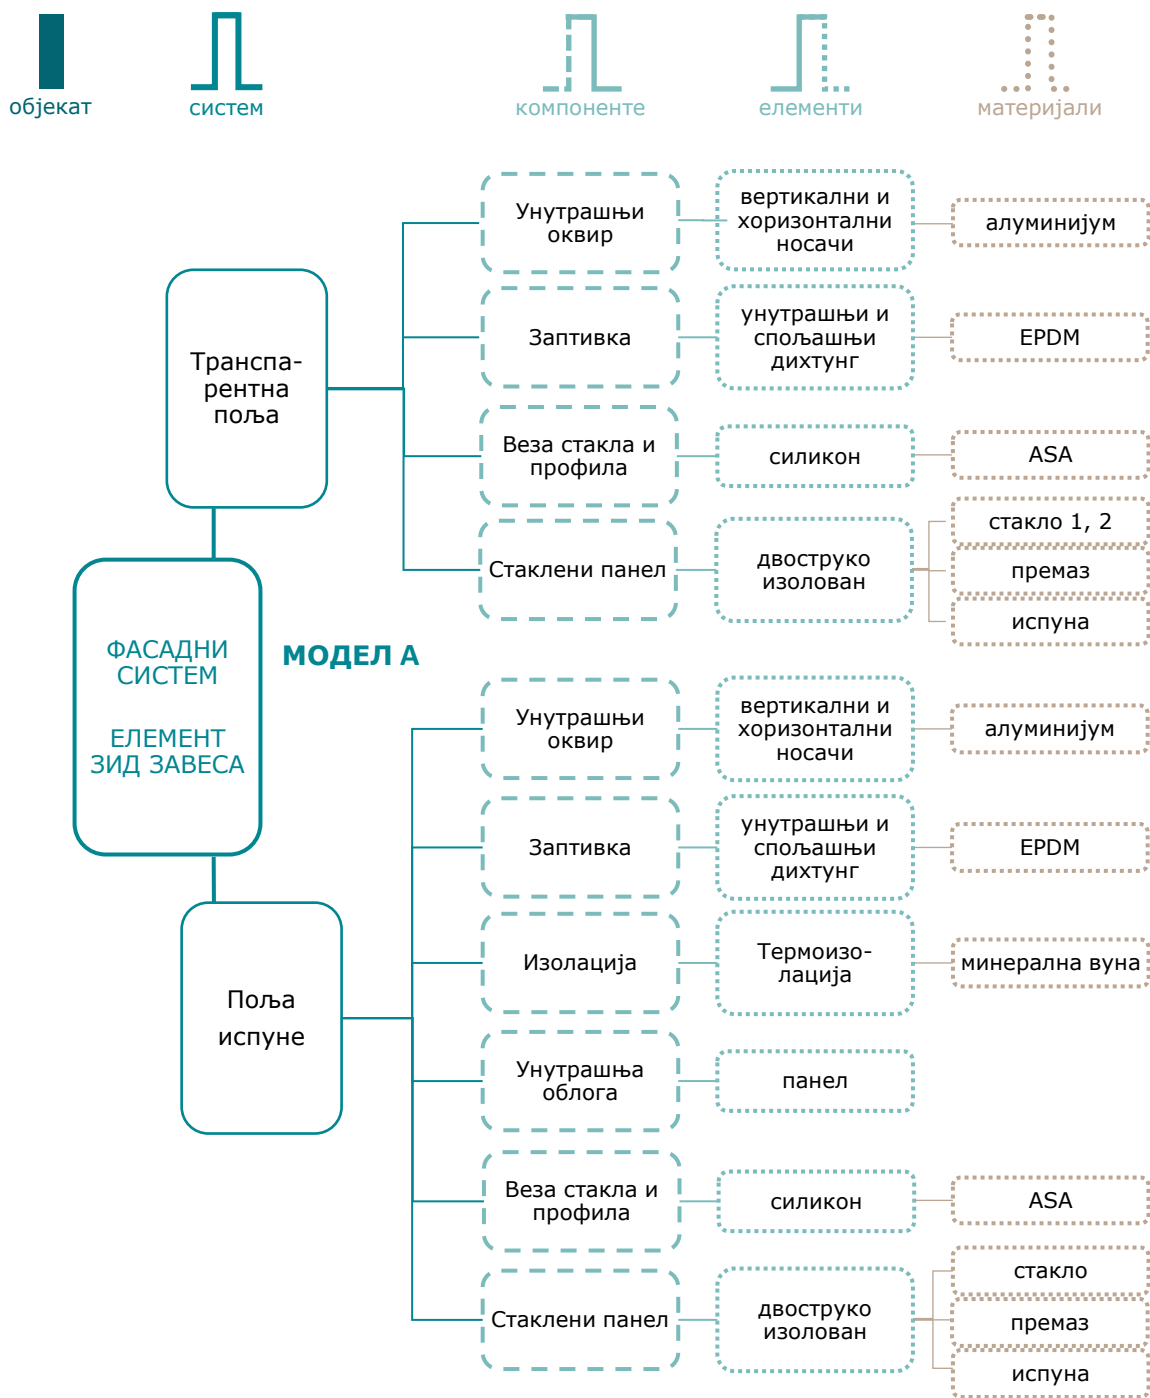 објекат
систем
компоненте
елементи
материјали
Транспа-
рентна
поља
Унутрашњи
оквир
вертикални и
хоризонтални
носачи
алуминијум
Заптивка
унутрашњи и
спољашњи
дихтунг
EPDM
Веза стакла и
профила
силикон
ASA
Стаклени панел
двоструко
изолован
стакло 1, 2
премаз
испуна
ФАСАДНИ
СИСТЕМ
ЕЛЕМЕНТ
ЗИД ЗАВЕСА
МОДЕЛ А
Поља
испуне
Унутрашњи
оквир
вертикални и
хоризонтални
носачи
алуминијум
Заптивка
унутрашњи и
спољашњи
дихтунг
EPDM
Изолација
Термоизо-
лација
минерална вуна
Унутрашња
облога
панел
Веза стакла и
профила
силикон
ASA
Стаклени панел
двоструко
изолован
стакло
премаз
испуна